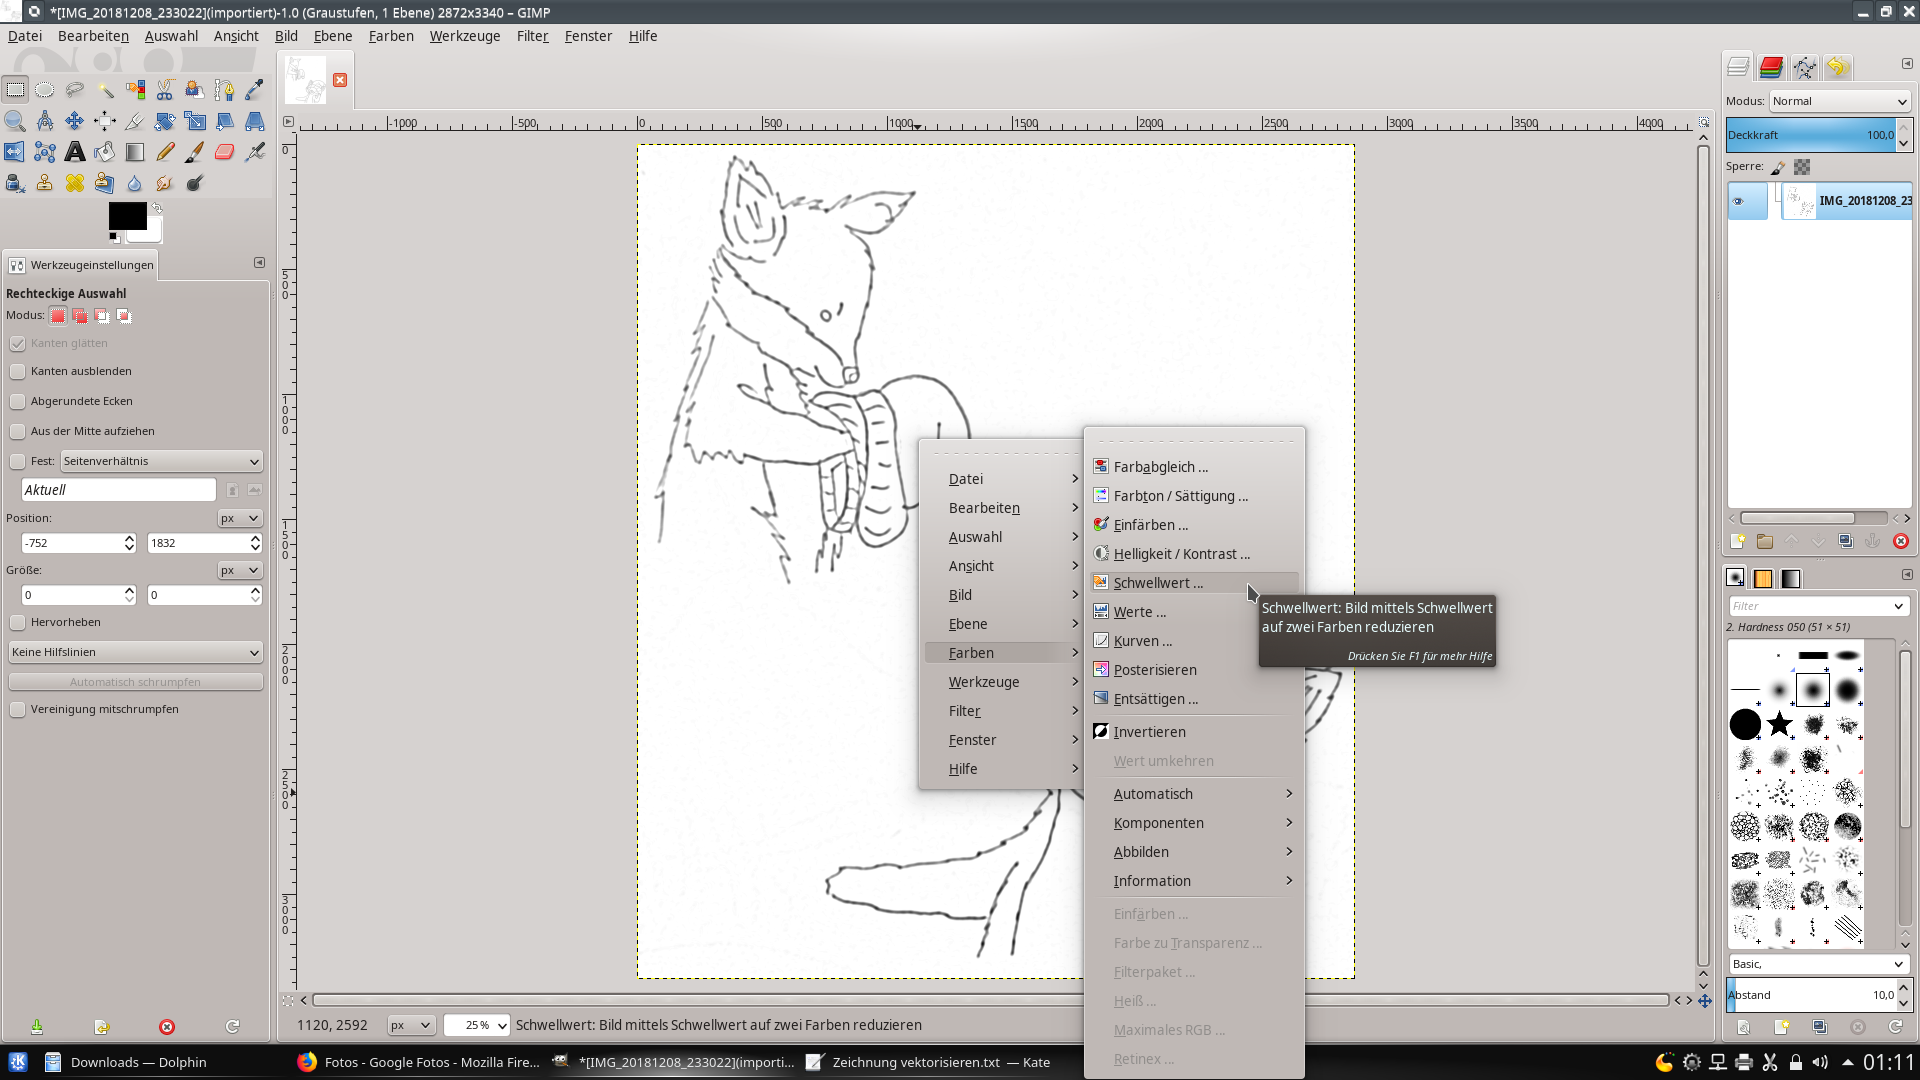 *[IMG_20181208_233022](importiert)-1.0 (Graustufen, 1 Ebene) 2872x3340 – GIMP
Datei Bearbeiten Auswahl Ansicht Bild Ebene Farben Werkzeuge Filter Fenster Hilfe
-1000 -500 0 500 1000 1500 2000 2500 3000 3500 4000
0
500
1000
1500
2000
2500
3000
Werkzeugeinstellungen
Rechteckige Auswahl
Modus:
Kanten glätten
Kanten ausblenden
Abgerundete Ecken
Aus der Mitte aufziehen
Fest: Seitenverhältnis
Aktuell
Position: px
-752 1832
Größe: px
0 0
Hervorheben
Keine Hilfslinien
Automatisch schrumpfen
Vereinigung mitschrumpfen
Datei
Bearbeiten
Auswahl
Ansicht
Bild
Ebene
Farben
Werkzeuge
Filter
Fenster
Hilfe
Farbabgleich ...
Farbton / Sättigung ...
Einfärben ...
Helligkeit / Kontrast ...
Schwellwert ...
Werte ...
Kurven ...
Posterisieren
Entsättigen ...
Invertieren
Wert umkehren
Automatisch
Komponenten
Abbilden
Information
Einfärben ...
Farbe zu Transparenz ...
Filterpaket ...
Heiß ...
Maximales RGB ...
Retinex ...
Schwellwert: Bild mittels Schwellwert
auf zwei Farben reduzieren
Drücken Sie F1 für mehr Hilfe
Modus: Normal
Deckkraft 100,0
Sperre:
IMG_20181208_23
Filter
2. Hardness 050 (51 × 51)
Basic,
Abstand 10,0
1120, 2592 px 25 % Schwellwert: Bild mittels Schwellwert auf zwei Farben reduzieren
Downloads — Dolphin Fotos - Google Fotos - Mozilla Fire... *[IMG_20181208_233022](importi... Zeichnung vektorisieren.txt — Kate 01:11